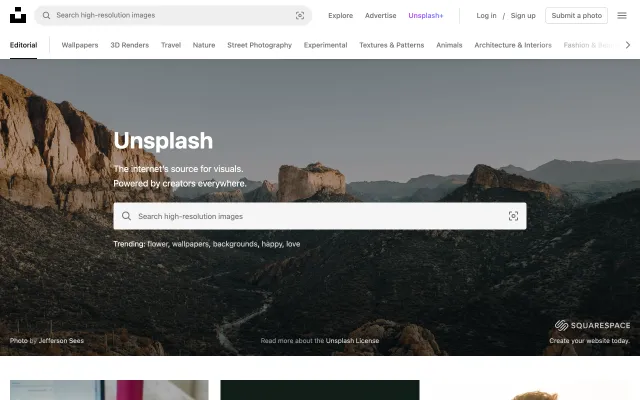 Search high-resolution images
Explore
Advertise
Unsplash+
Log in / Sign up
Submit a photo
Editorial
Wallpapers
3D Renders
Travel
Nature
Street Photography
Experimental
Textures & Patterns
Animals
Architecture & Interiors
Fashion &
Unsplash
The internet's source for visuals.
Powered by creators everywhere.
Search high-resolution images
Trending: flower, wallpapers, backgrounds, happy, love
SQUARESPACE
Photo by Jefferson Sees
Read more about the Unsplash License
Create your website today.